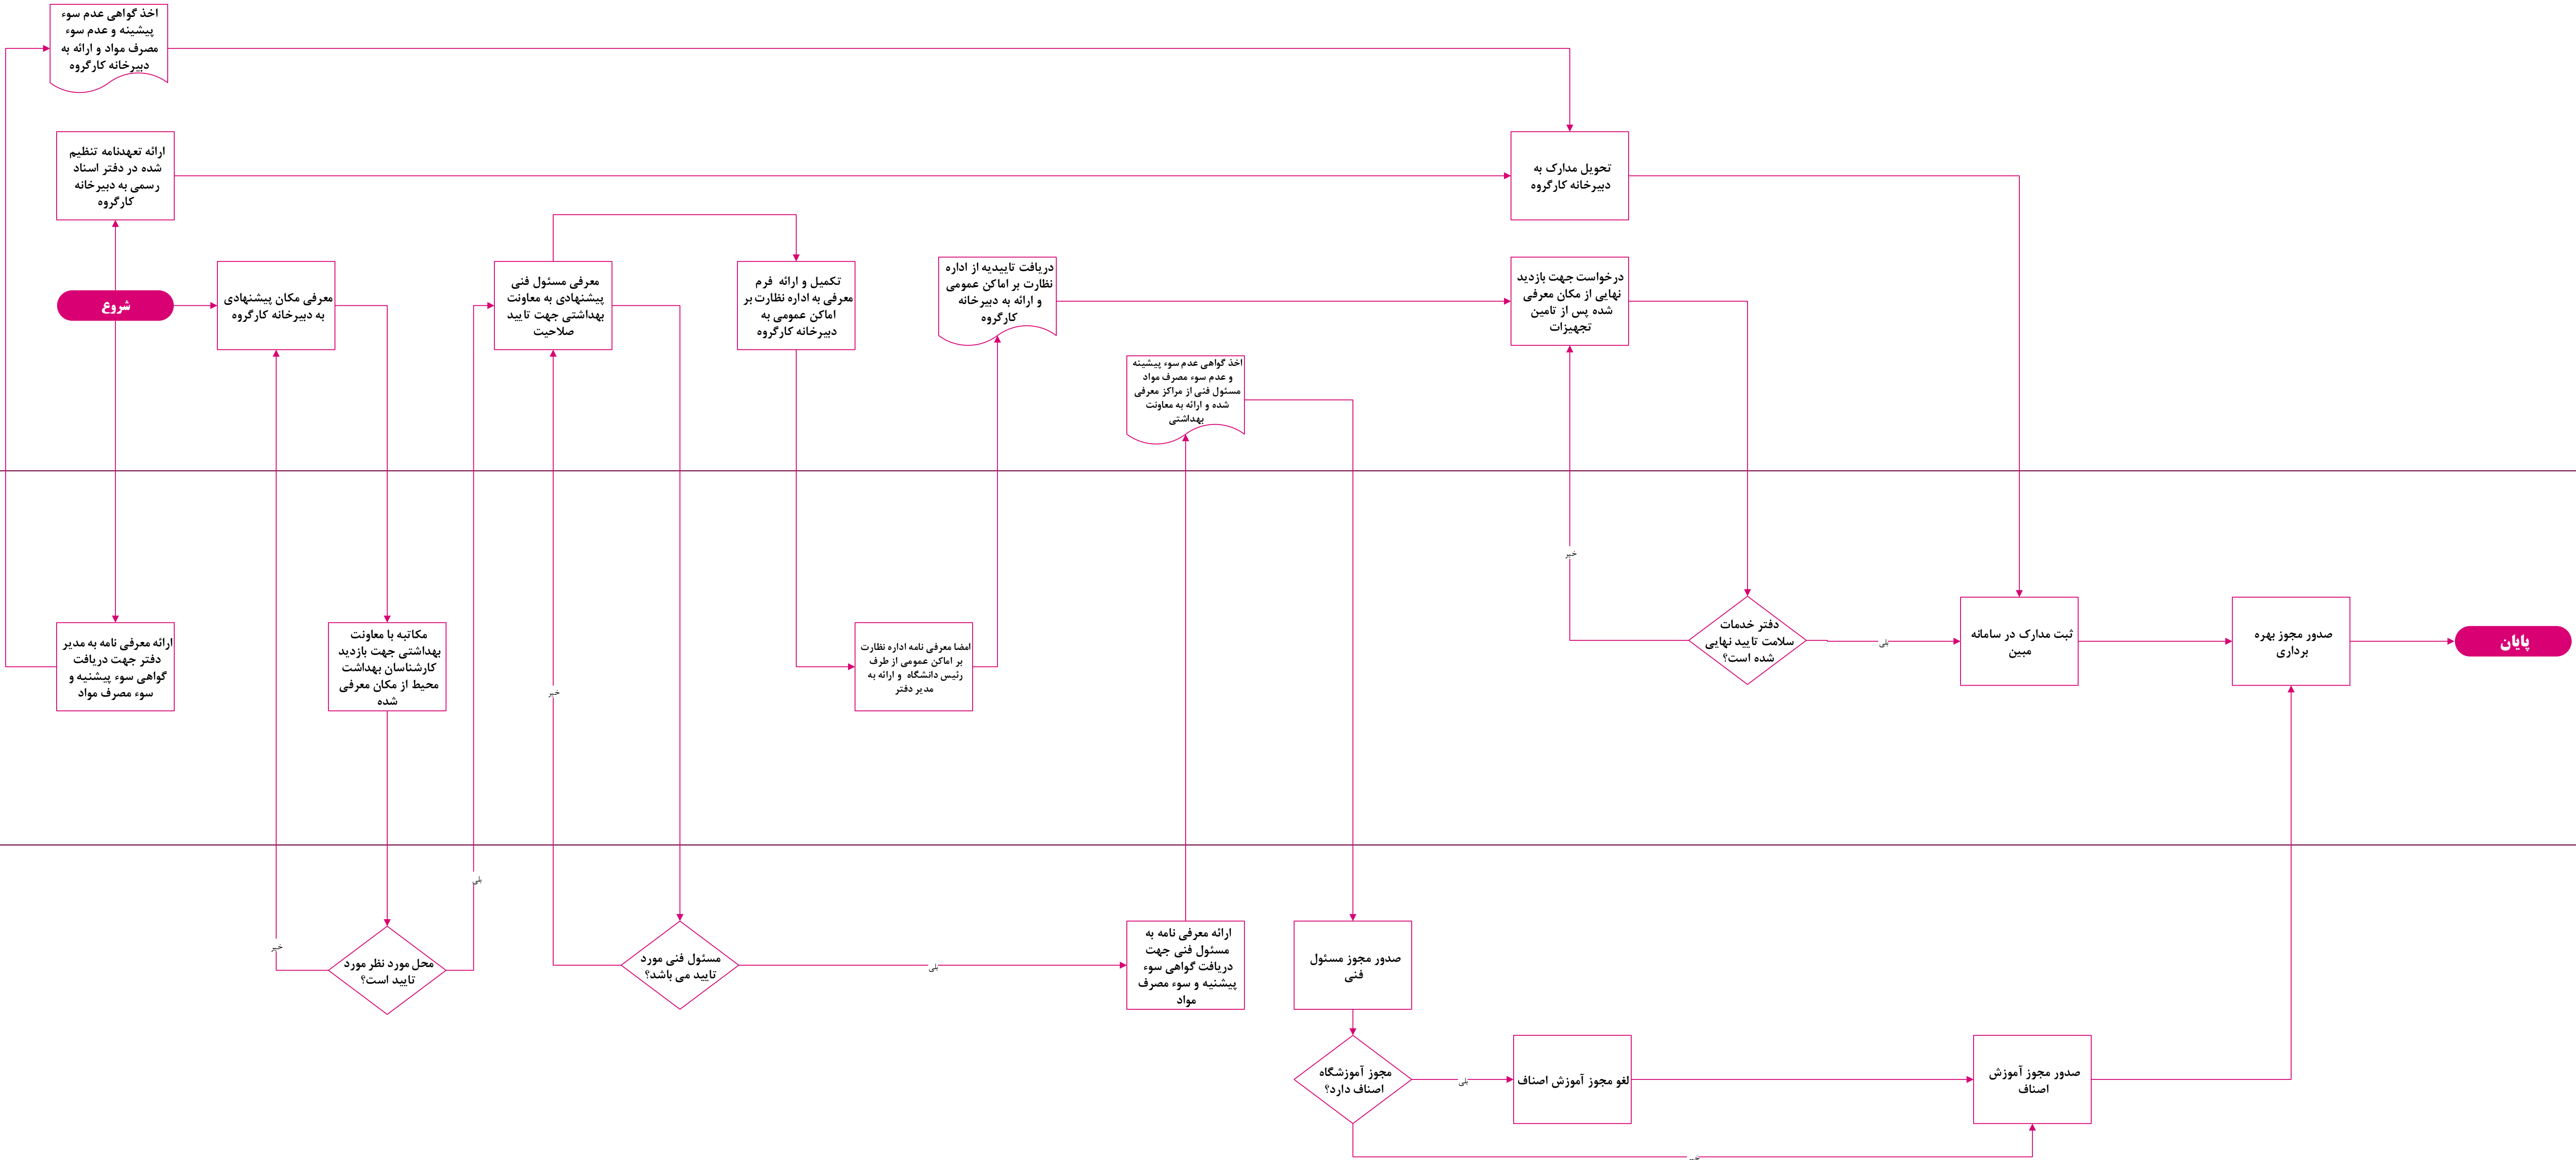 اخذ گواهی عدم سوء
پیشینه و عدم سوء
مصرف مواد و ارائه به
دبیرخانه کارگروه
ارائه تعهدنامه تنظیم
شده در دفتر اسناد
رسمی به دبیرخانه
کارگروه
تحویل مدارک به
دبیرخانه کارگروه
شروع
معرفی مکان پیشنهادی
به دبیرخانه کارگروه
معرفی مسئول فنی
پیشنهادی به معاونت
بهداشتی جهت تایید
صلاحیت
تکمیل و ارائه فرم
معرفی به اداره نظارت بر
اماکن عمومی به
دبیرخانه کارگروه
دریافت تاییدیه از اداره
نظارت بر اماکن عمومی
و ارائه به دبیرخانه
کارگروه
درخواست جهت بازدید
نهایی از مکان معرفی
شده پس از تامین
تجهیزات
اخذ گواهی عدم سوء پیشینه
و عدم سوء مصرف مواد
مسئول فنی از مراکز معرفی
شده و ارائه به معاونت
بهداشتی
ارائه معرفی نامه به مدیر
دفتر جهت دریافت
گواهی سوء پیشنیه و
سوء مصرف مواد
مکاتبه با معاونت
بهداشتی جهت بازدید
کارشناسان بهداشت
محیط از مکان معرفی
شده
خیر
امضا معرفی نامه اداره نظارت
بر اماکن عمومی از طرف
رئیس دانشگاه و ارائه به
مدیر دفتر
خیر
دفتر خدمات
سلامت تایید نهایی
شده است؟
بلی
ثبت مدارک در سامانه
مبین
صدور مجوز بهره
برداری
پایان
بلی
خیر
محل مورد نظر مورد
تایید است؟
مسئول فنی مورد
تایید می باشد؟
بلی
ارائه معرفی نامه به
مسئول فنی جهت
دریافت گواهی سوء
پیشنیه و سوء مصرف
مواد
صدور مجوز مسئول
فنی
مجوز آموزشگاه
اصناف دارد؟
بلی
لغو مجوز آموزش اصناف
صدور مجوز آموزش
اصناف
خیر